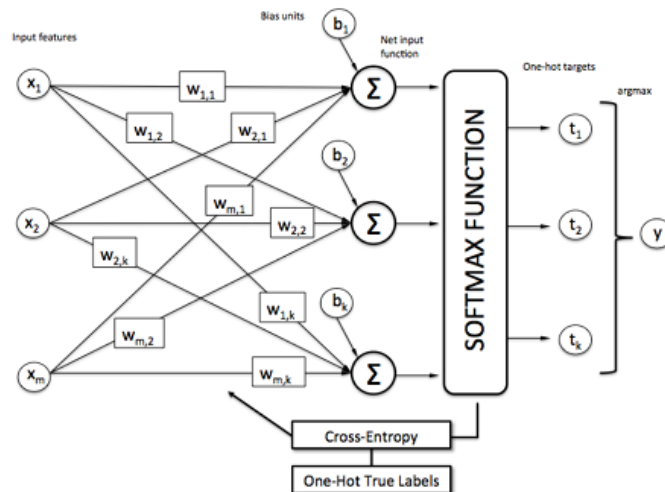 Input features
Bias units
b1
Net input
function
One-hot targets
argmax
x1
w1,1
Σ
w1,2
w2,1
t1
b2
x2
wm,1
w2,2
Σ
SOFTMAX FUNCTION
t2
y
w2,k
bk
w1,k
wm,2
t k
xm
wm,k
Σ
Cross-Entropy
One-Hot True Labels